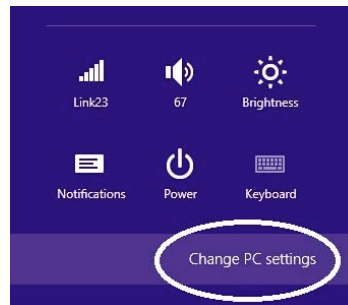 Link23 67 Brightness
Notifications Power Keyboard
Change PC settings